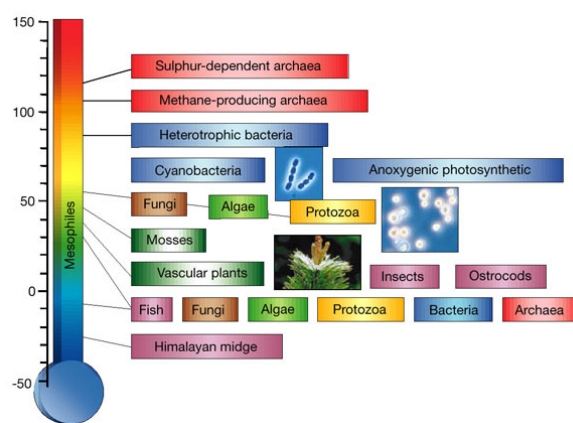 150
Sulphur-dependent archaea
Methane-producing archaea
100
Heterotrophic bacteria
Cyanobacteria
Anoxygenic photosynthetic
Fungi
Algae
Protozoa
50
Mosses
Mesophiles
Vascular plants
Insects
Ostrocods
0
Fish
Fungi
Algae
Protozoa
Bacteria
Archaea
Himalayan midge
-50